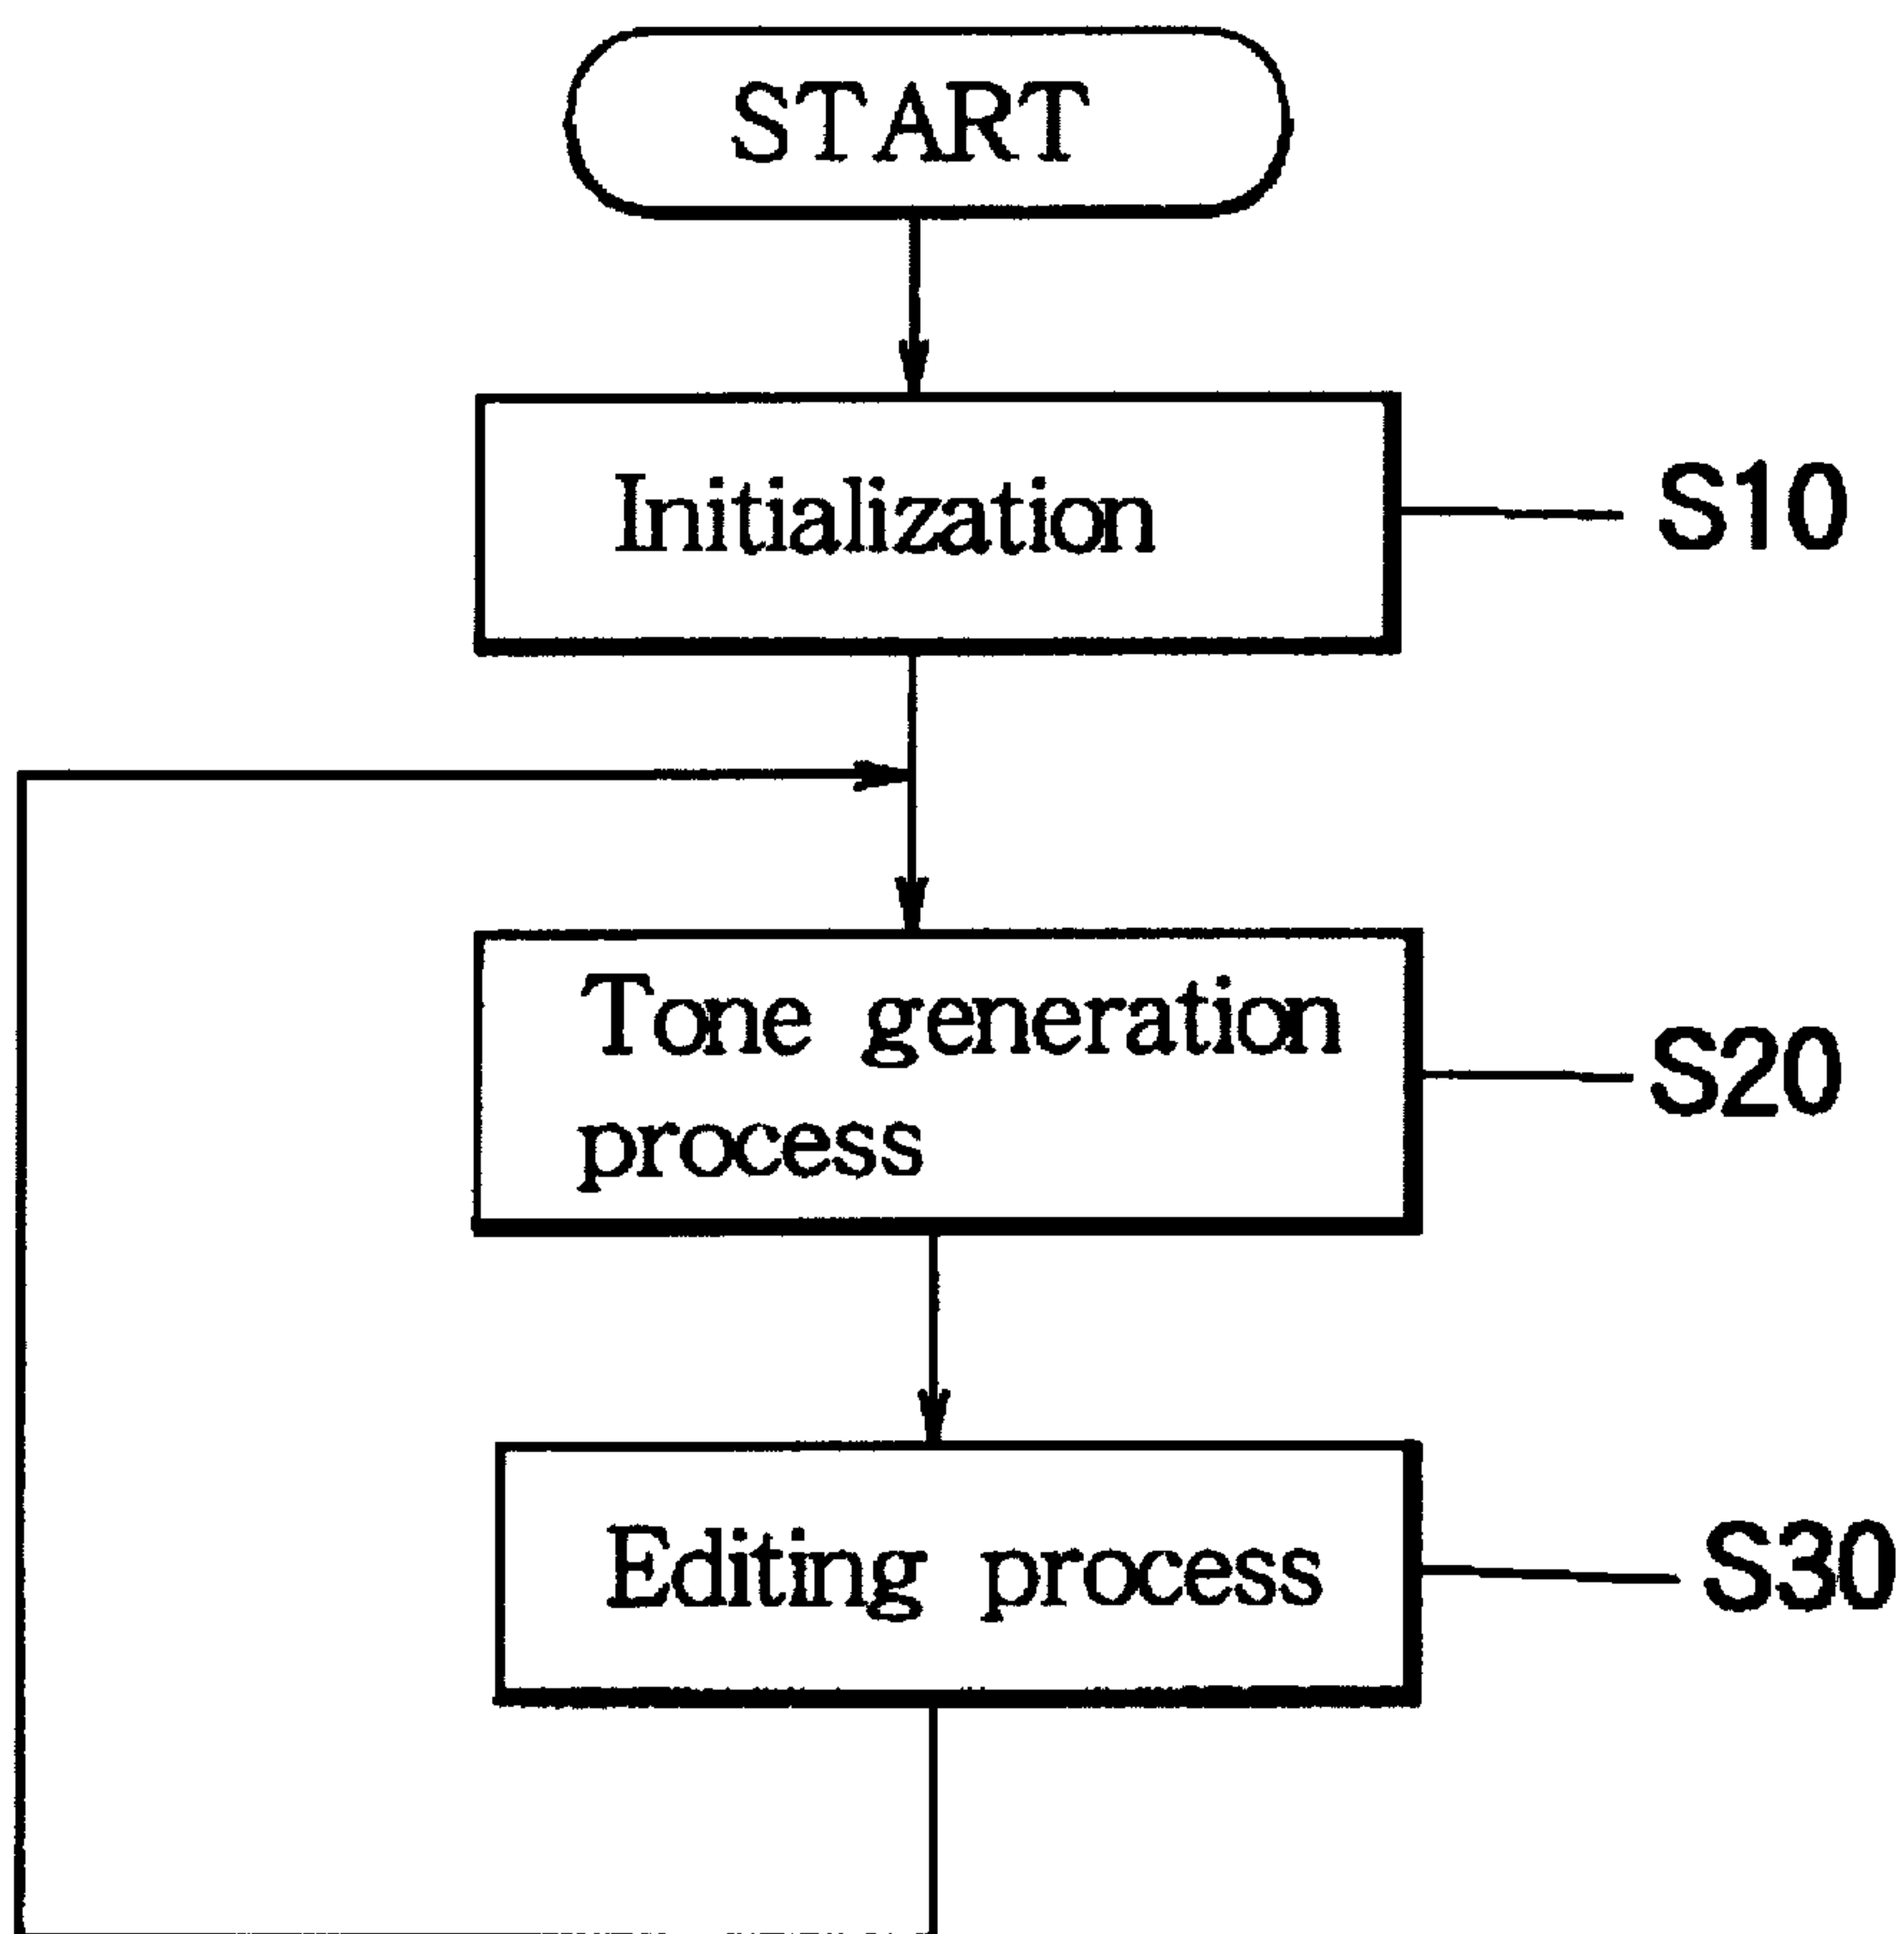 START
Initialization
S10
Tone generation
process
S20
Editing process
S30